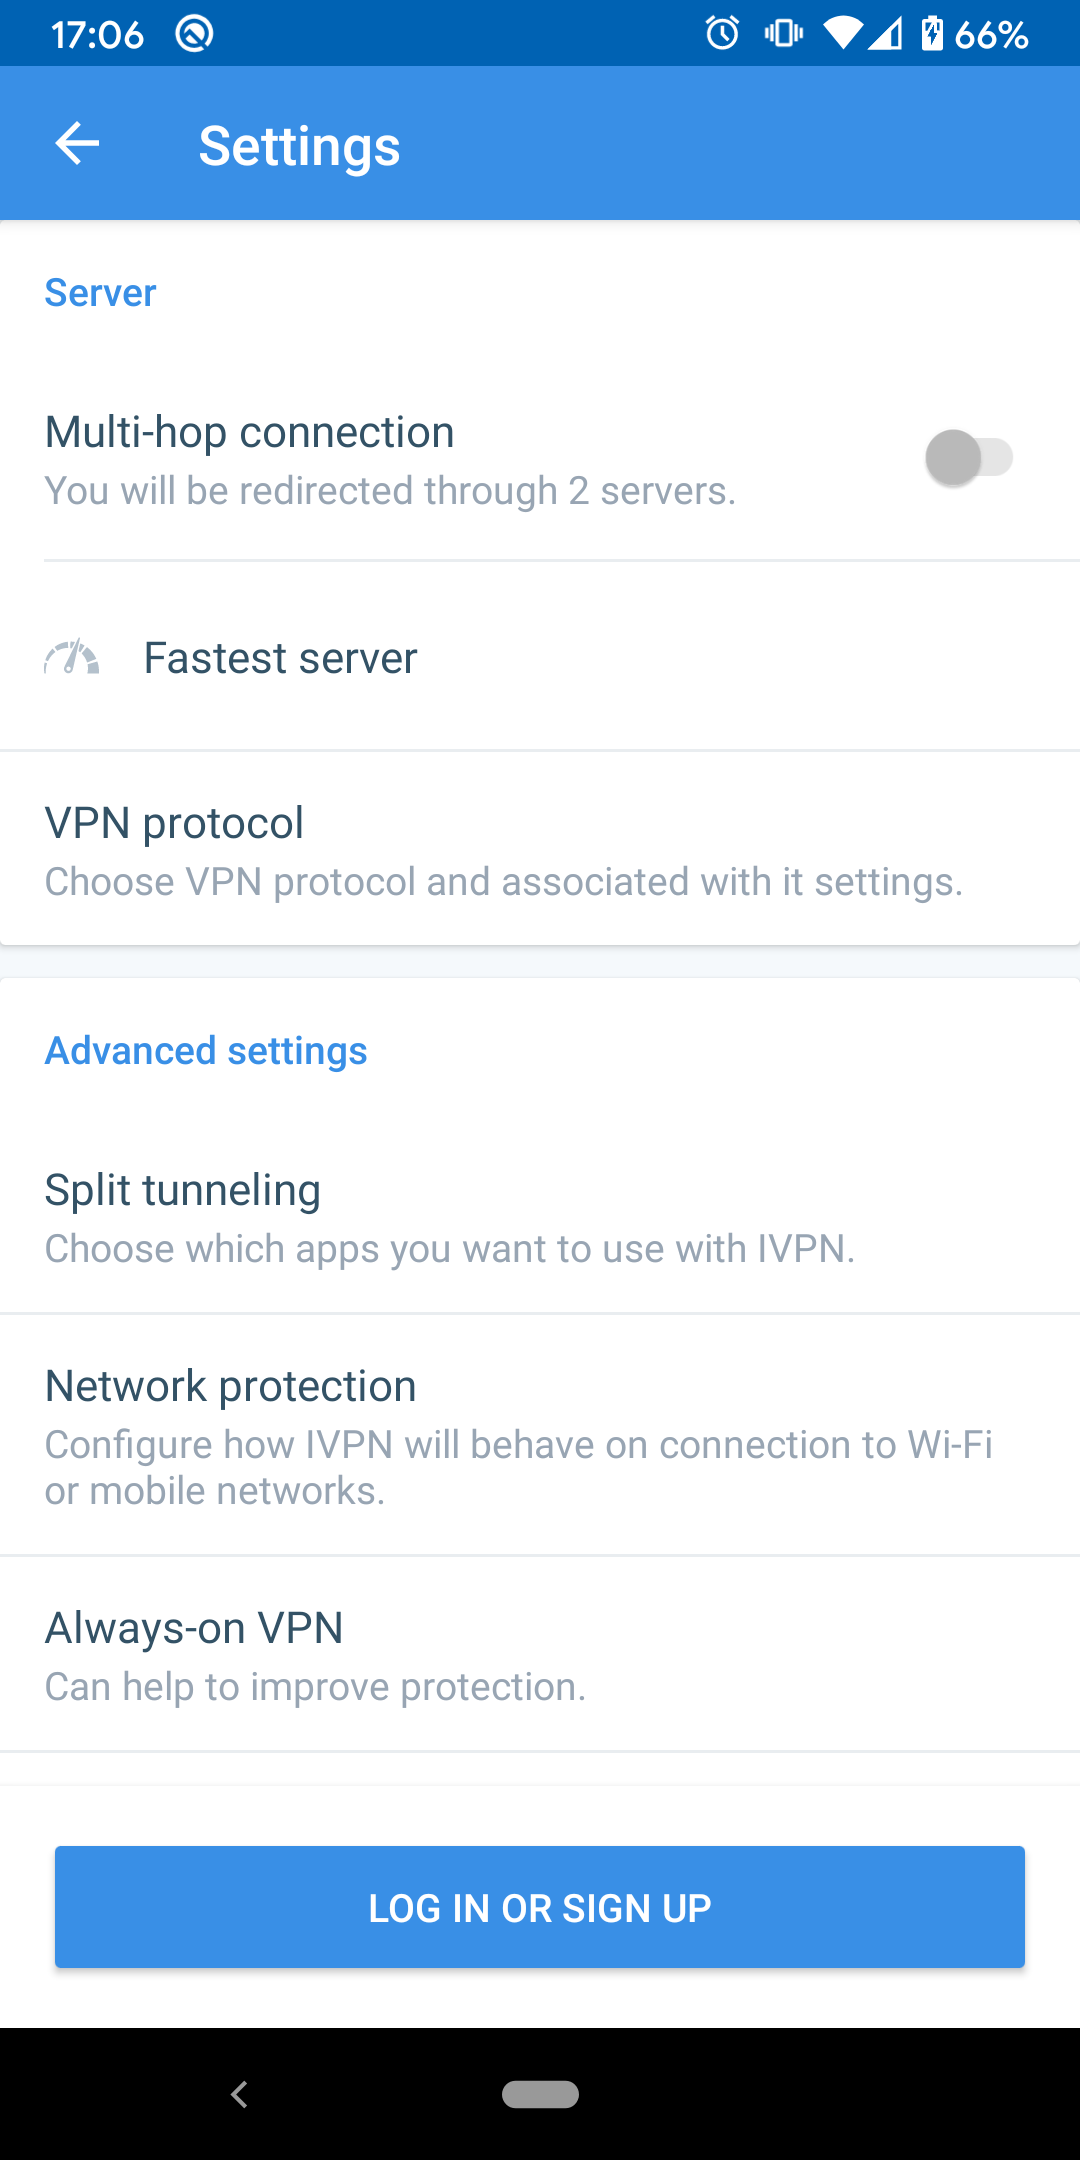 17:06
66%
Settings
Server
Multi-hop connection
You will be redirected through 2 servers.
Fastest server
VPN protocol
Choose VPN protocol and associated with it settings.
Advanced settings
Split tunneling
Choose which apps you want to use with IVPN.
Network protection
Configure how IVPN will behave on connection to Wi-Fi
or mobile networks.
Always-on VPN
Can help to improve protection.
LOG IN OR SIGN UP